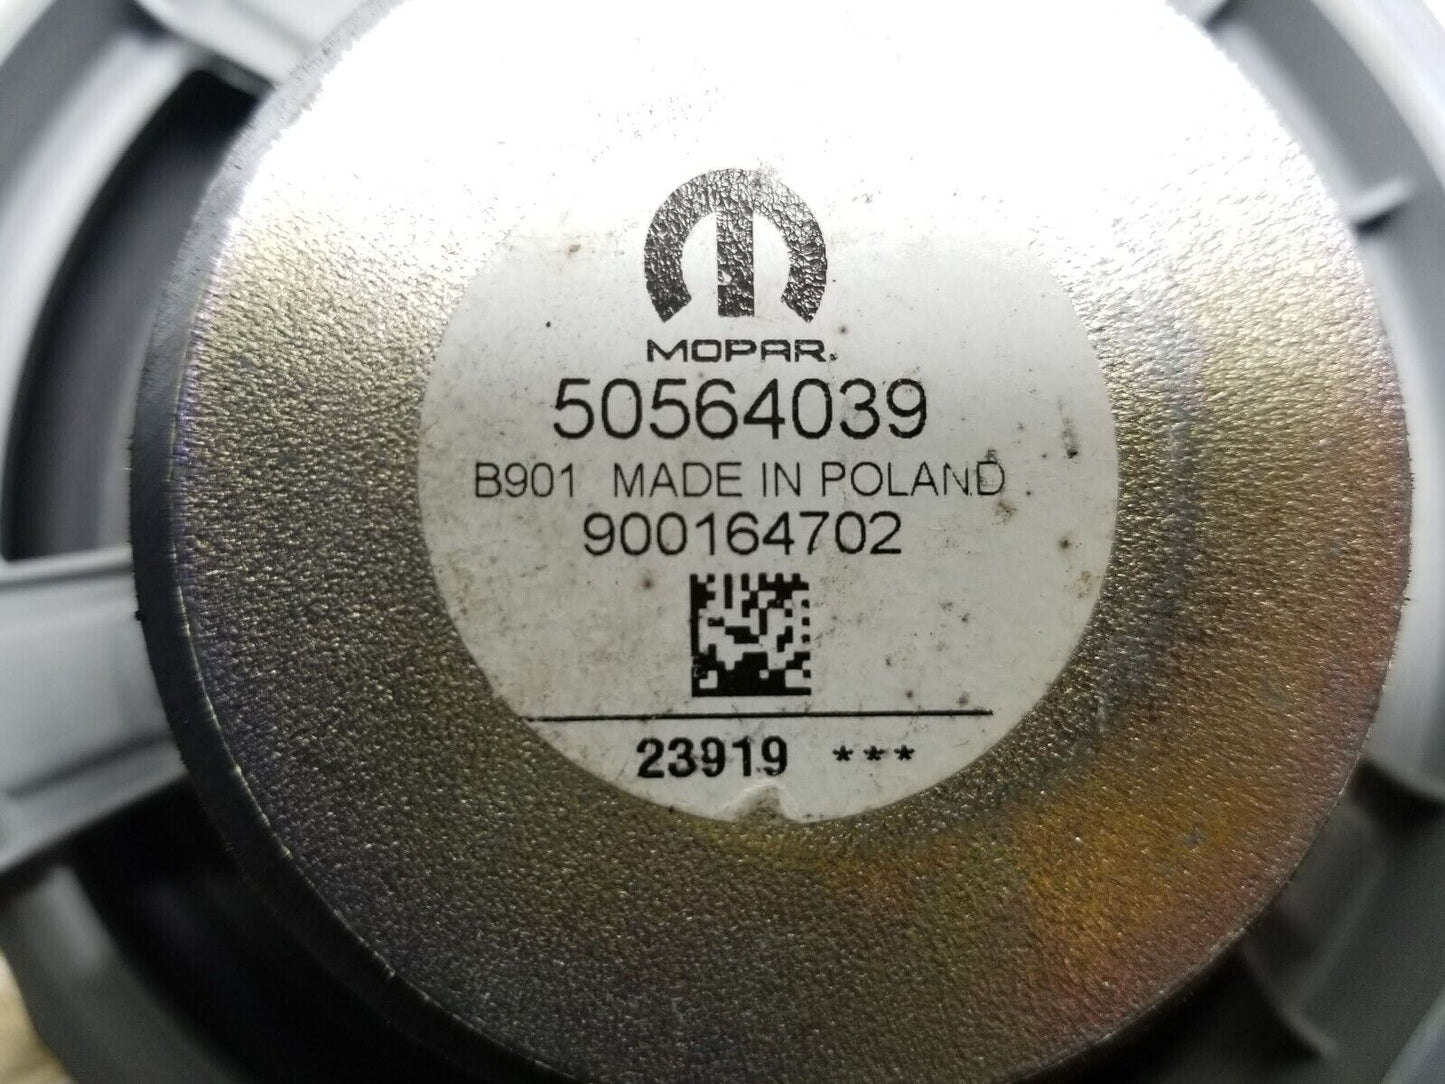 MOPAR®
50564039
B901 MADE IN POLAND
900164702
23919 ***